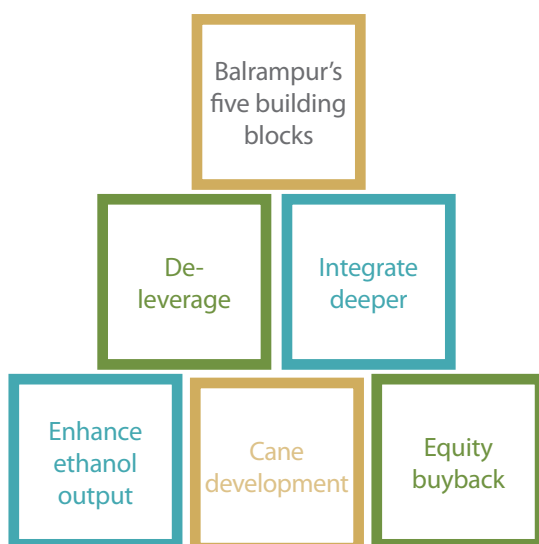 Balrampur’s
five building
blocks
De-
leverage
Integrate
deeper
Enhance
ethanol
output
Cane
development
Equity
buyback